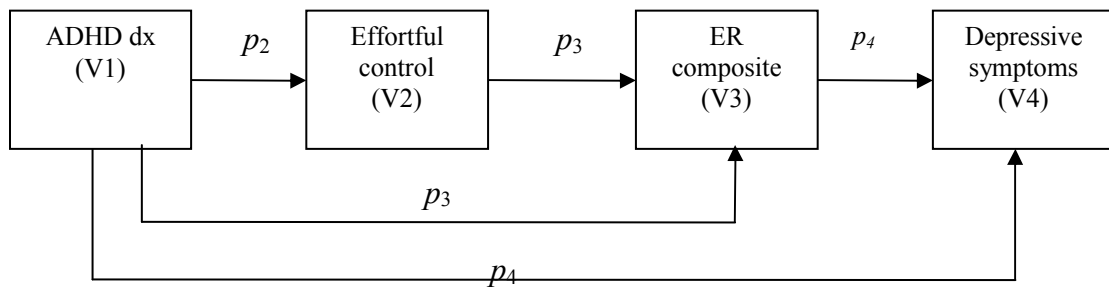 ADHD dx
(V1)
p₂
Effortful
control
(V2)
p₃
ER
composite
(V3)
p₄
Depressive
symptoms
(V4)
p₃
p₄